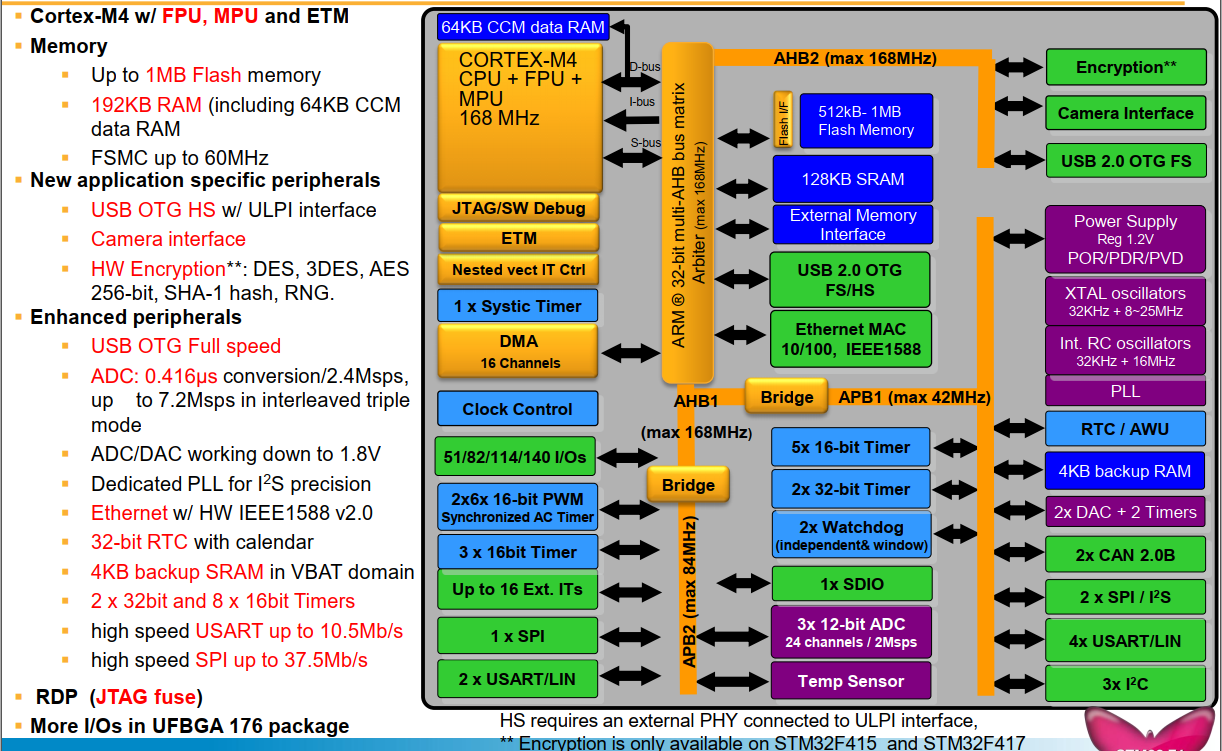 Cortex-M4 w/ FPU, MPU and ETM
Memory
Up to 1MB Flash memory
192KB RAM (including 64KB CCM
data RAM
FSMC up to 60MHz
New application specific peripherals
USB OTG HS w/ ULPI interface
Camera interface
HW Encryption**: DES, 3DES, AES
256-bit, SHA-1 hash, RNG.
Enhanced peripherals
USB OTG Full speed
ADC: 0.416µs conversion/2.4Msps,
up to 7.2Msps in interleaved triple
mode
ADC/DAC working down to 1.8V
Dedicated PLL for I²S precision
Ethernet w/ HW IEEE1588 v2.0
32-bit RTC with calendar
4KB backup SRAM in VBAT domain
2 x 32bit and 8 x 16bit Timers
high speed USART up to 10.5Mb/s
high speed SPI up to 37.5Mb/s
RDP (JTAG fuse)
More I/Os in UFBGA 176 package
64KB CCM data RAM
CORTEX-M4
CPU + FPU +
MPU
168 MHz
D-bus
I-bus
S-bus
JTAG/SW Debug
ETM
Nested vect IT Ctrl
1 x Systic Timer
DMA
16 Channels
Clock Control
51/82/114/140 I/Os
2x6x 16-bit PWM
Synchronized AC Timer
3 x 16bit Timer
Up to 16 Ext. ITs
1 x SPI
2 x USART/LIN
ARM ® 32-bit multi-AHB bus matrix
Arbiter (max 168MHz)
AHB1
(max 168MHz)
Bridge
APB2 (max 84MHz)
AHB2 (max 168MHz)
Flash I/F
512kB- 1MB
Flash Memory
128KB SRAM
External Memory
Interface
USB 2.0 OTG
FS/HS
Ethernet MAC
10/100, IEEE1588
Bridge
APB1 (max 42MHz)
5x 16-bit Timer
2x 32-bit Timer
2x Watchdog
(independent& window)
1x SDIO
3x 12-bit ADC
24 channels / 2Msps
Temp Sensor
Encryption**
Camera Interface
USB 2.0 OTG FS
Power Supply
Reg 1.2V
POR/PDR/PVD
XTAL oscillators
32KHz + 8~25MHz
Int. RC oscillators
32KHz + 16MHz
PLL
RTC / AWU
4KB backup RAM
2x DAC + 2 Timers
2x CAN 2.0B
2 x SPI / I²S
4x USART/LIN
3x I²C
HS requires an external PHY connected to ULPI interface,
** Encryption is only available on STM32F415 and STM32F417